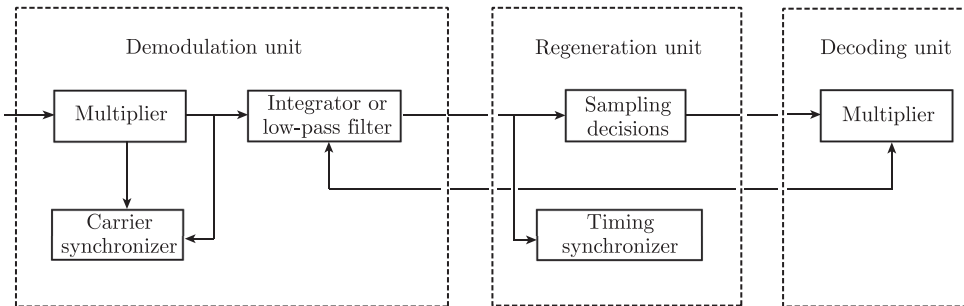 Demodulation unit
Regeneration unit
Decoding unit
Multiplier
Integrator or
low-pass filter
Sampling
decisions
Multiplier
Carrier
synchronizer
Timing
synchronizer